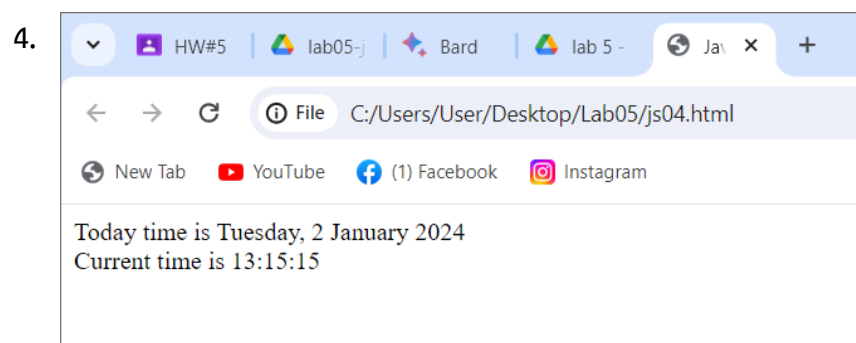 4.
HW#5 lab05-j Bard lab 5 - Jav
File C:/Users/User/Desktop/Lab05/js04.html
New Tab YouTube (1) Facebook Instagram
Today time is Tuesday, 2 January 2024
Current time is 13:15:15